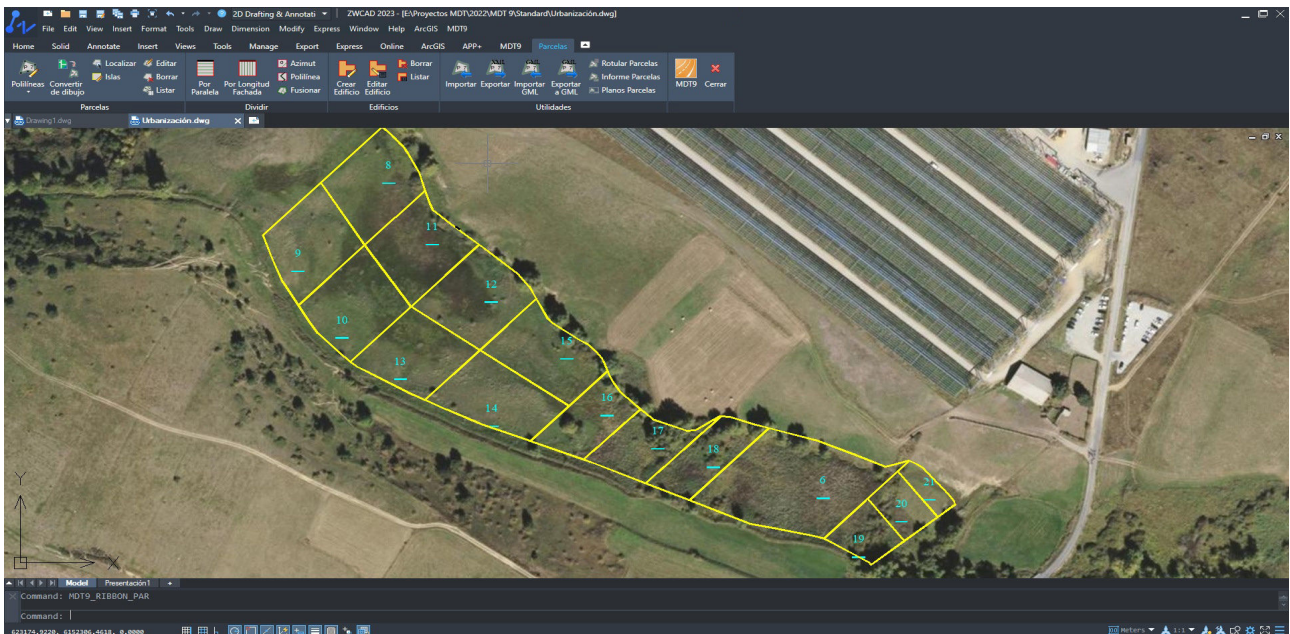 2D Drafting & Annotati
ZWCAD 2023 - [E:\Proyectos MDT\2022\MDT 9\Standard\Urbanización.dwg]
File Edit View Insert Format Tools Draw Dimension Modify Express Window Help ArcGIS MDT9
Home Solid Annotate Insert Views Tools Manage Export Express Online ArcGIS APP+ MDT9 Parcelas
Polilíneas
Convertir de dibujo
Localizar
Islas
Editar
Borrar
Listar
Por Paralela
Por Longitud Fachada
Azimut
Polilínea
Fusionar
Crear Edificio
Editar Edificio
Borrar
Listar
Importar
XML
Exportar
GML
Importar GML
GML
Exportar a GML
Rotular Parcelas
Informe Parcelas
Planos Parcelas
MDT9
Cerrar
Parcelas Dividir Edificios Utilidades
Drawing1.dwg
Urbanización.dwg
8
11
9
12
10
15
13
16
14
17
18
6
21
20
19
Y
X
Model Presentación1 +
Command: MDT9_RIBBON_PAR
Command:
623174.9220, 6152306.4618, 0.0000
Meters
1:1